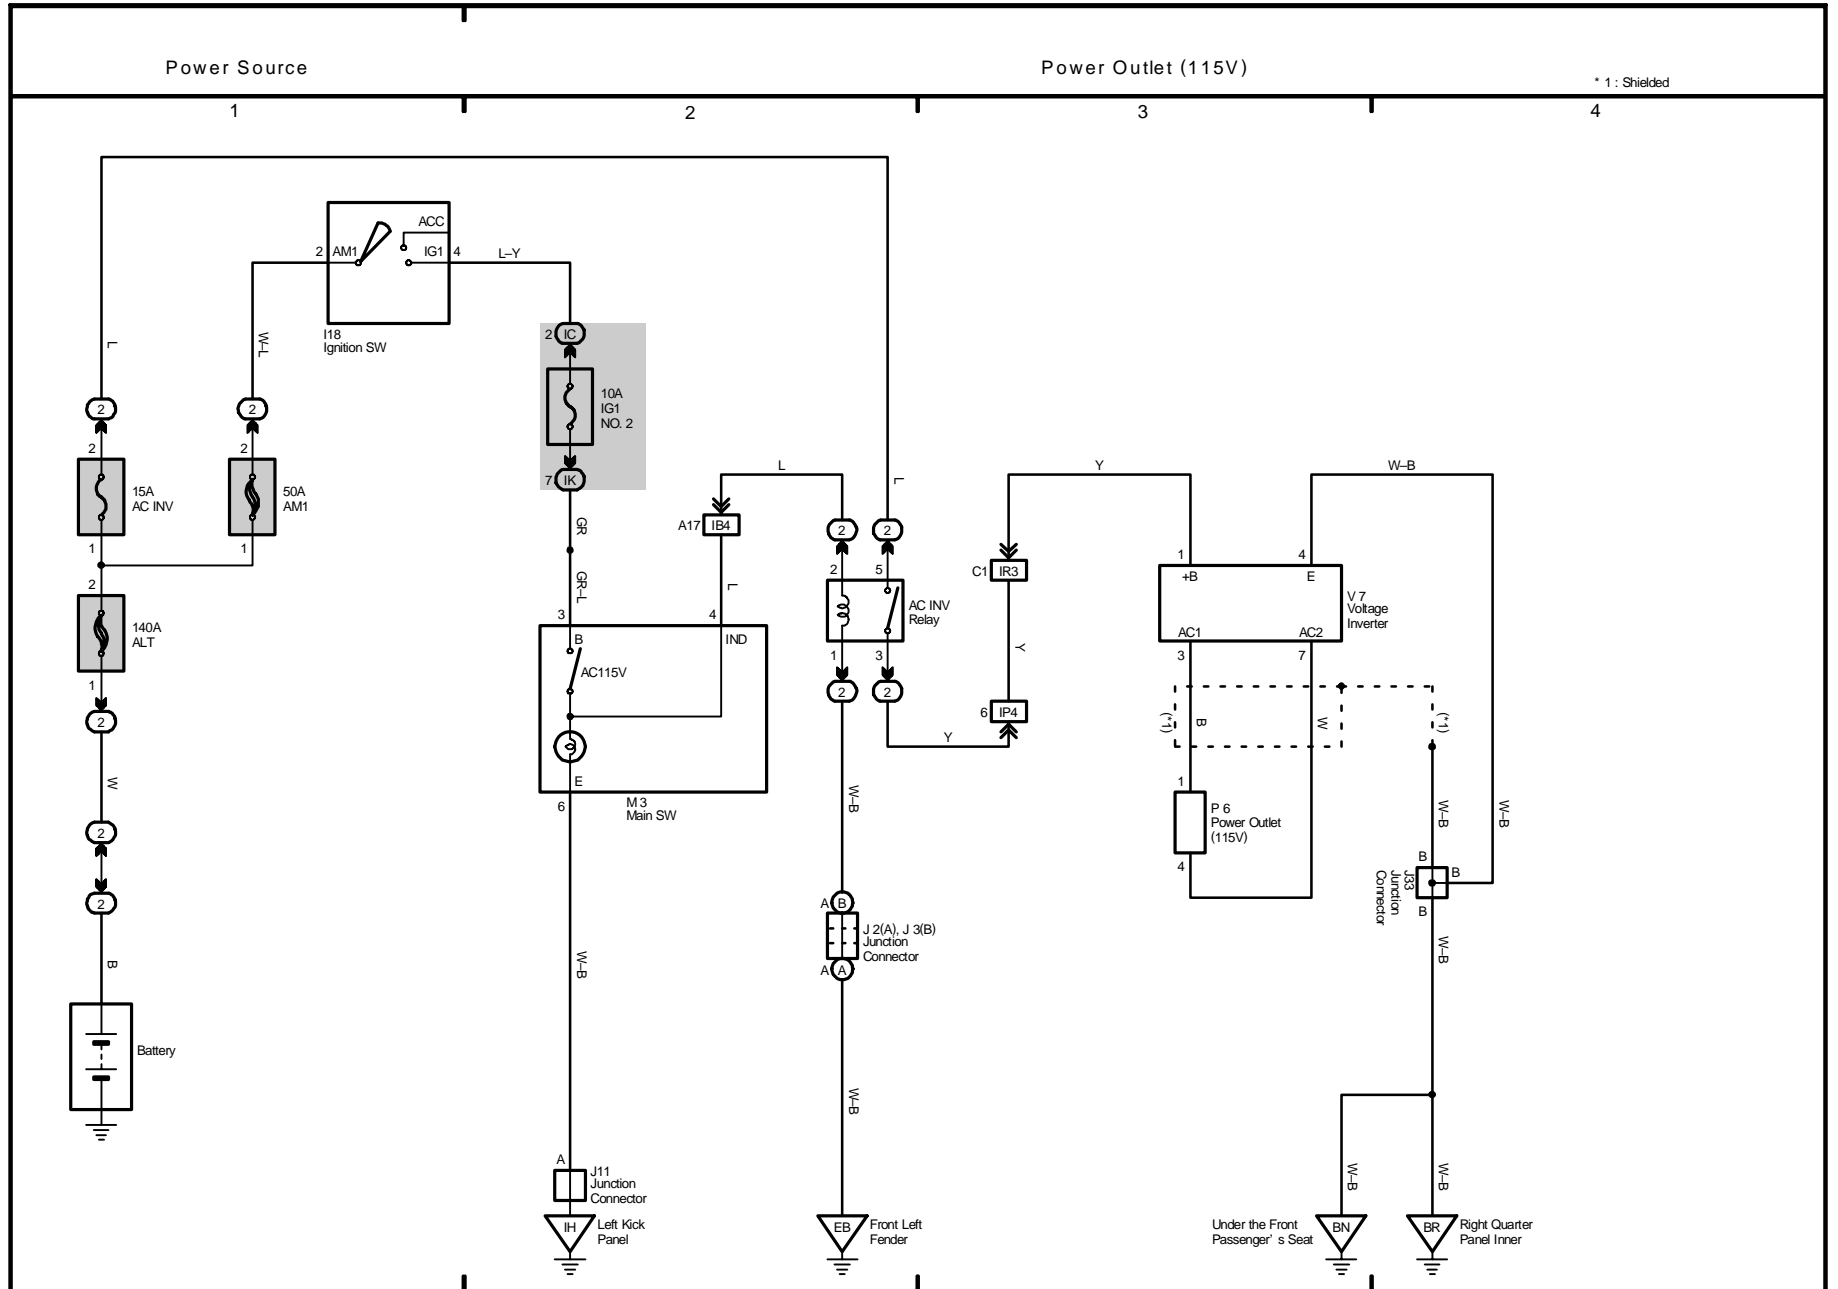 Power Source
Power Outlet (115V)
* 1 : Shielded
1
2
3
4
ACC
2
AM1
IG1
4
L–Y
I18
Ignition SW
L
W–L
2
IC
10A
IG1
NO. 2
7
IK
2
2
2
2
15A
AC INV
50A
AM1
1
1
2
140A
ALT
1
2
W
2
2
B
Battery
GR
GR–L
A17
IB4
L
L
L
3
4
B
IND
AC115V
E
6
M 3
Main SW
W–B
A
J11
Junction
Connector
IH
Left Kick
Panel
2
2
2
5
AC INV
Relay
1
3
2
2
W–B
A
B
J 2(A), J 3(B)
Junction
Connector
A
A
W–B
EB
Front Left
Fender
Y
Y
C1
IR3
Y
6
IP4
W–B
1
4
+B
E
V 7
Voltage
Inverter
AC1
AC2
3
7
(*1)
B
W
(*1)
1
P 6
Power Outlet
(115V)
4
W–B
W–B
B
B
B
J33
Junction
Connector
W–B
W–B
W–B
Under the Front
Passenger’ s Seat
BN
BR
Right Quarter
Panel Inner